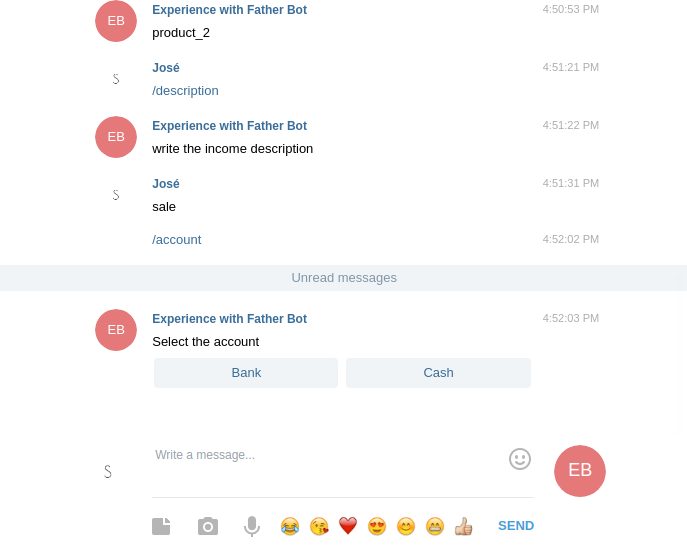 EB
Experience with Father Bot
4:50:53 PM
product_2
S
José
4:51:21 PM
/description
EB
Experience with Father Bot
4:51:22 PM
write the income description
S
José
4:51:31 PM
sale
/account
4:52:02 PM
Unread messages
EB
Experience with Father Bot
4:52:03 PM
Select the account
Bank
Cash
Write a message...
S
EB
SEND